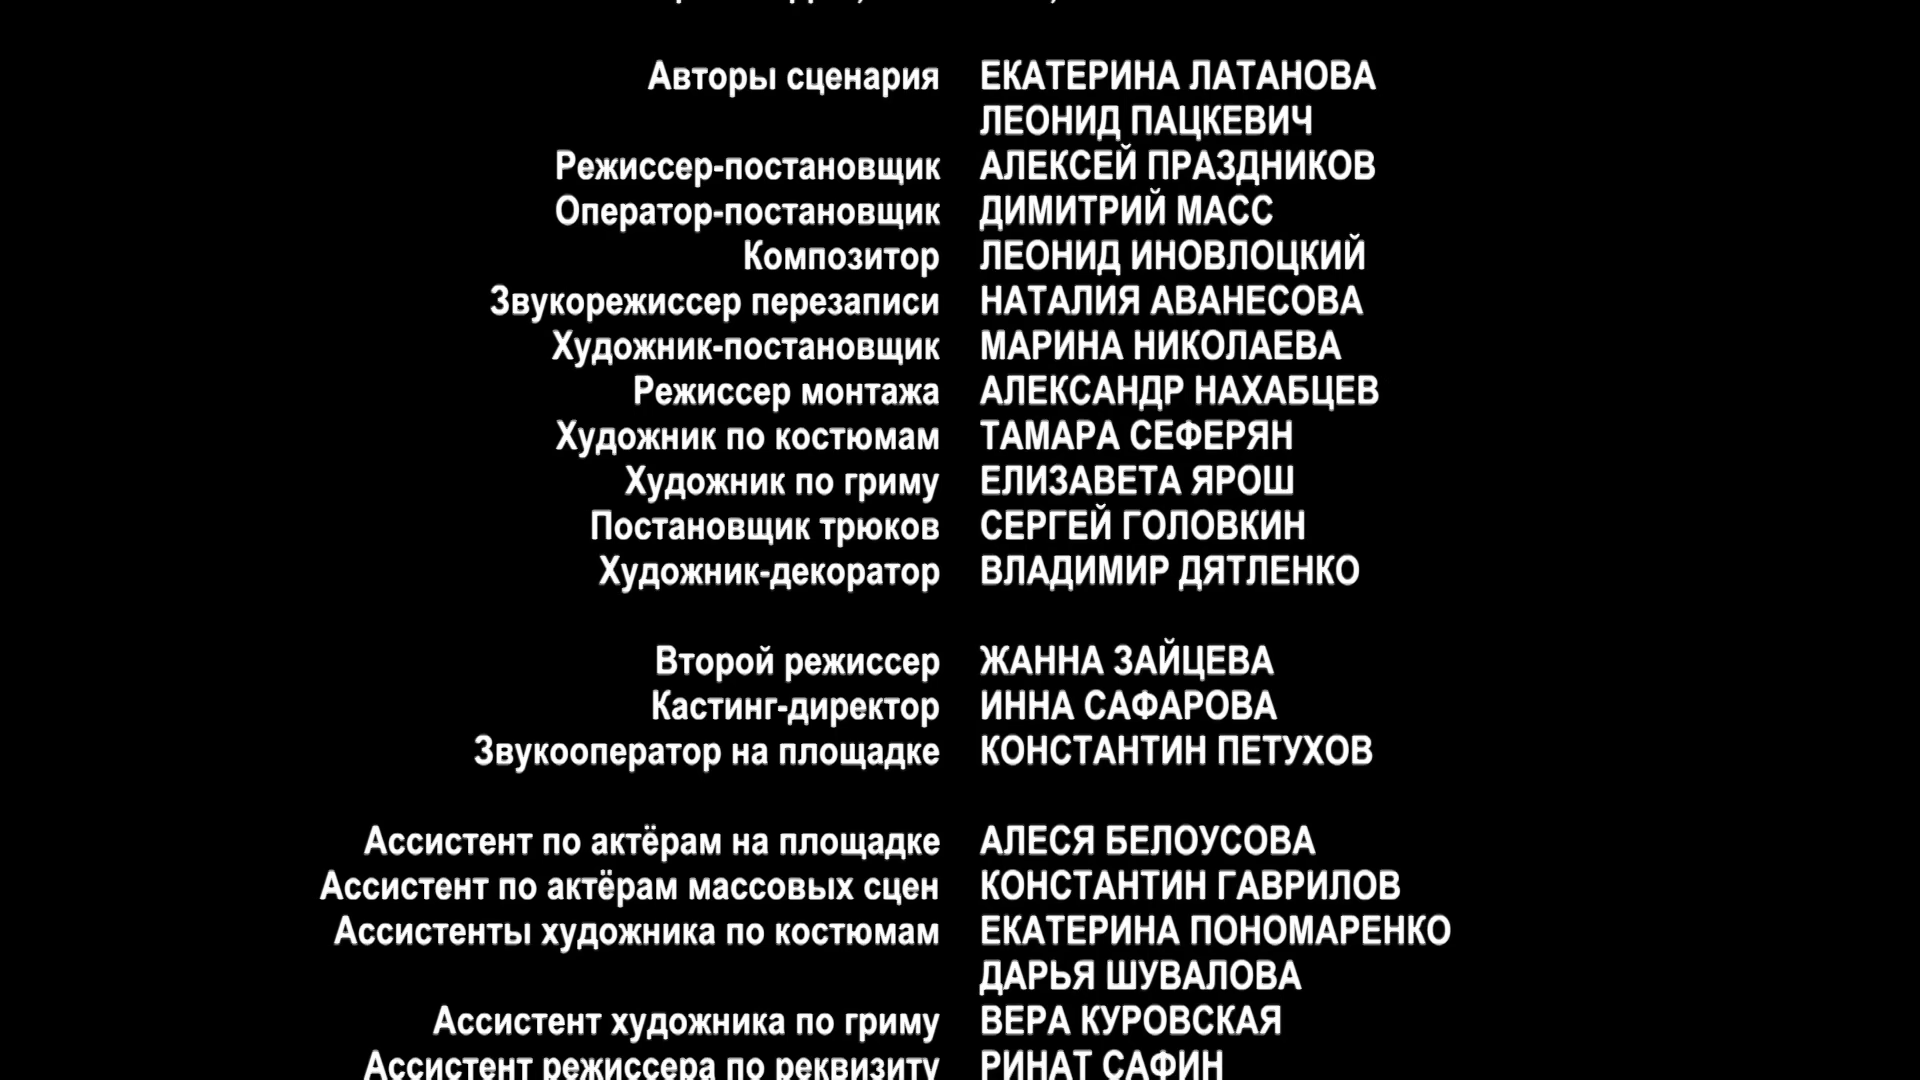 Авторы сценария ЕКАТЕРИНА ЛАТАНОВА
ЛЕОНИД ПАЦКЕВИЧ
Режиссер-постановщик АЛЕКСЕЙ ПРАЗДНИКОВ
Оператор-постановщик ДИМИТРИЙ МАСС
Композитор ЛЕОНИД ИНОВЛОЦКИЙ
Звукорежиссер перезаписи НАТАЛИЯ АВАНЕСОВА
Художник-постановщик МАРИНА НИКОЛАЕВА
Режиссер монтажа АЛЕКСАНДР НАХАБЦЕВ
Художник по костюмам ТАМАРА СЕФЕРЯН
Художник по гриму ЕЛИЗАВЕТА ЯРОШ
Постановщик трюков СЕРГЕЙ ГОЛОВКИН
Художник-декоратор ВЛАДИМИР ДЯТЛЕНКО
Второй режиссер ЖАННА ЗАЙЦЕВА
Кастинг-директор ИННА САФАРОВА
Звукооператор на площадке КОНСТАНТИН ПЕТУХОВ
Ассистент по актёрам на площадке АЛЕСЯ БЕЛОУСОВА
Ассистент по актёрам массовых сцен КОНСТАНТИН ГАВРИЛОВ
Ассистенты художника по костюмам ЕКАТЕРИНА ПОНОМАРЕНКО
ДАРЬЯ ШУВАЛОВА
Ассистент художника по гриму ВЕРА КУРОВСКАЯ
Ассистент режиссера по реквизиту РИНАТ САФИН